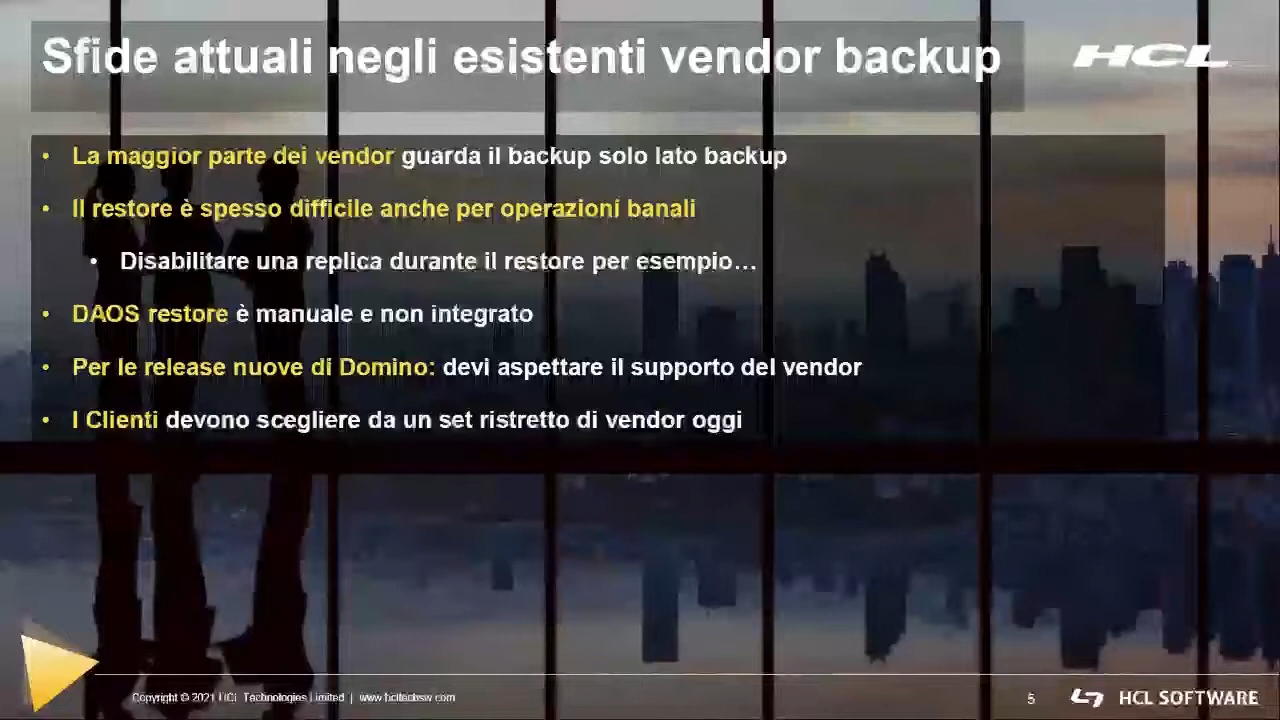 Sfide attuali negli esistenti vendor backup
HCL
• La maggior parte dei vendor guarda il backup solo lato backup
• Il restore è spesso difficile anche per operazioni banali
• Disabilitare una replica durante il restore per esempio...
• DAOS restore è manuale e non integrato
• Per le release nuove di Domino: devi aspettare il supporto del vendor
• I Clienti devono scegliere da un set ristretto di vendor oggi
Copyright © 2021 HCL Technologies Limited | www.hcltechsw.com
5
HCL SOFTWARE